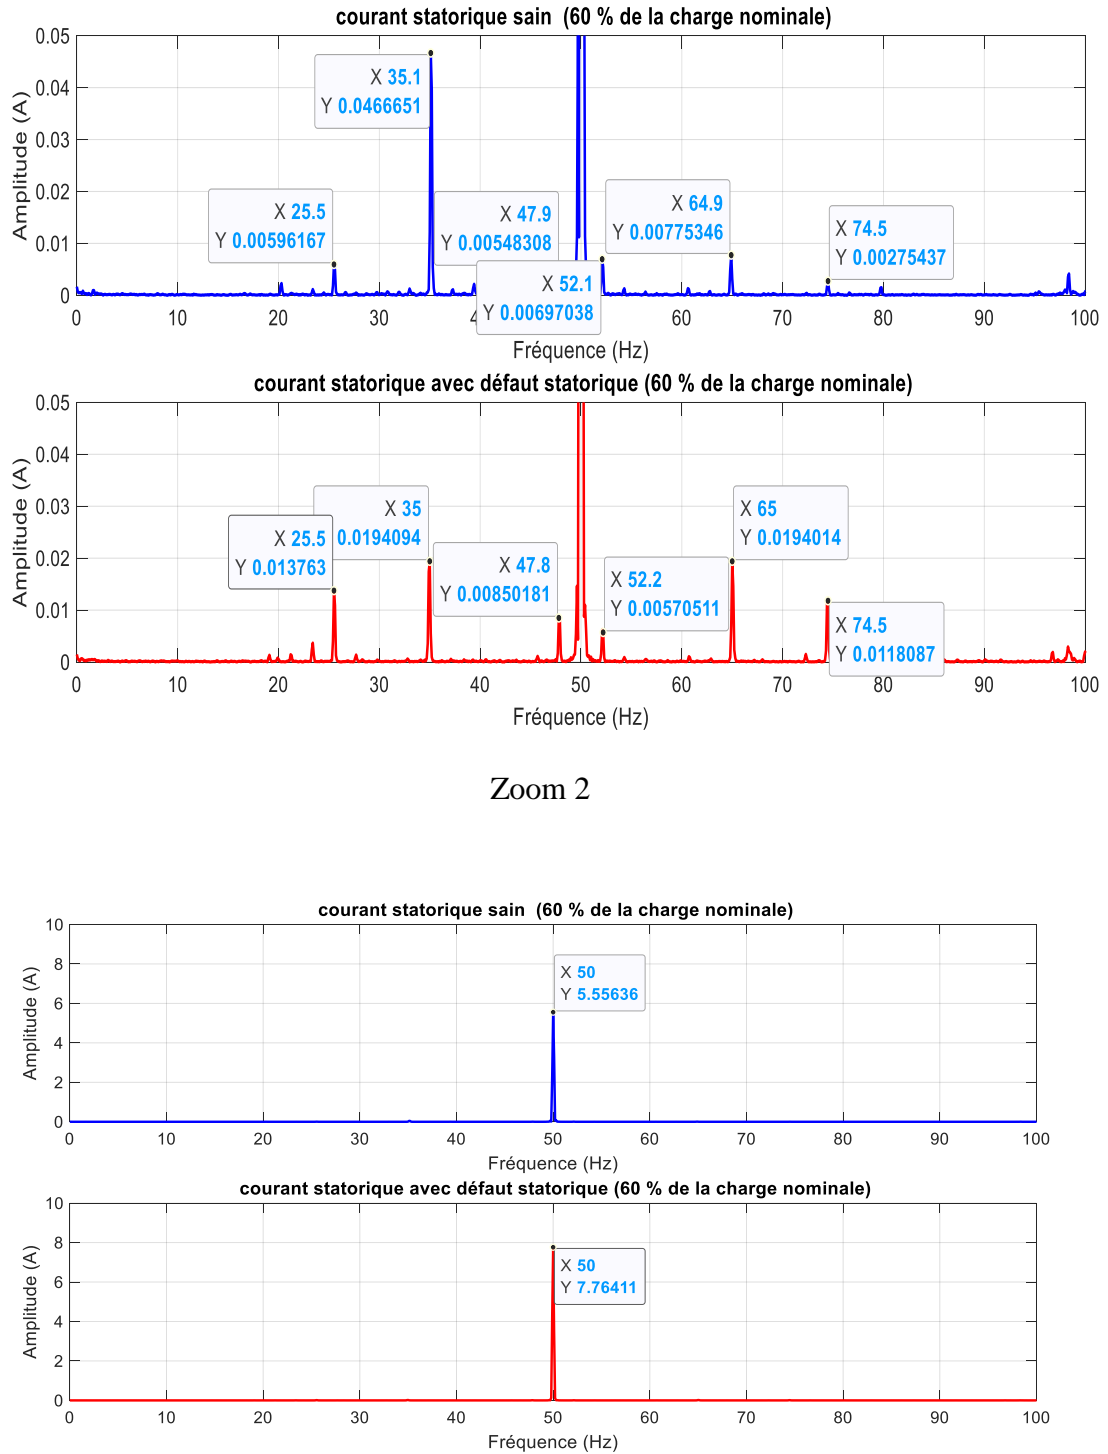 courant statorique sain (60 % de la charge nominale)
Amplitude (A)
0.05
0.04
0.03
0.02
0.01
0
X 35.1
Y 0.0466651
X 25.5
Y 0.00596167
X 47.9
Y 0.00548308
X 52.1
Y 0.00697038
X 64.9
Y 0.00775346
X 74.5
Y 0.00275437
0 10 20 30 4 60 70 80 90 100
Fréquence (Hz)
courant statorique avec défaut statorique (60 % de la charge nominale)
Amplitude (A)
0.05
0.04
0.03
0.02
0.01
0
X 25.5
Y 0.013763
X 35
0.0194094
X 47.8
Y 0.00850181
X 52.2
Y 0.00570511
X 65
Y 0.0194014
X 74.5
Y 0.0118087
0 10 20 30 40 50 60 70 80 90 100
Fréquence (Hz)
Zoom 2
courant statorique sain (60 % de la charge nominale)
Amplitude (A)
10
8
6
4
2
0
X 50
Y 5.55636
0 10 20 30 40 50 60 70 80 90 100
Fréquence (Hz)
courant statorique avec défaut statorique (60 % de la charge nominale)
Amplitude (A)
10
8
6
4
2
0
X 50
Y 7.76411
0 10 20 30 40 50 60 70 80 90 100
Fréquence (Hz)